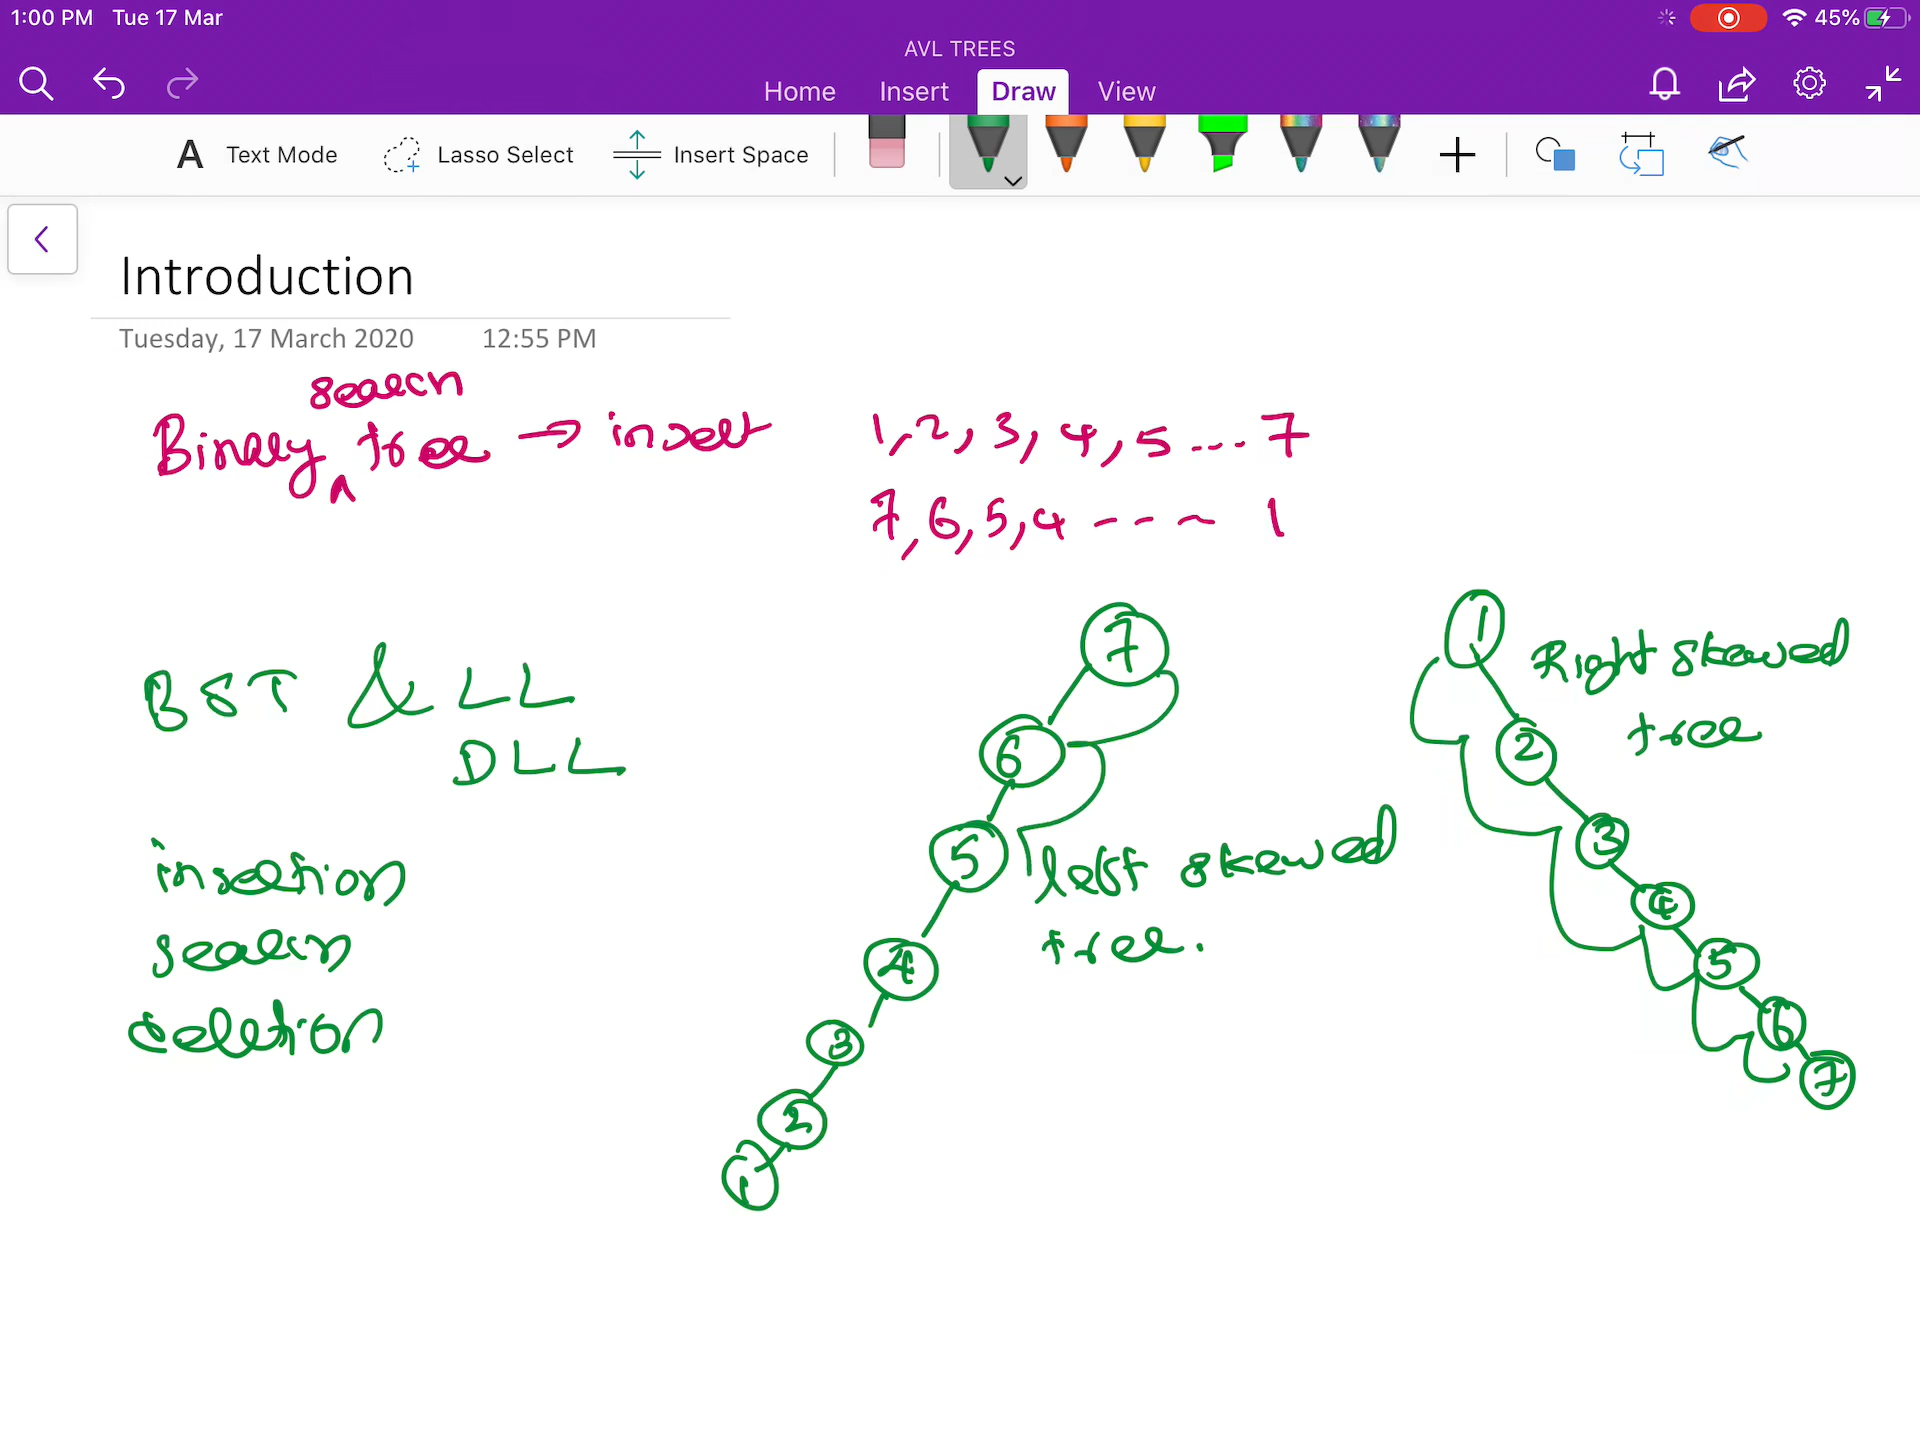 1:00 PM Tue 17 Mar
45%
AVL TREES
Home Insert Draw View
A Text Mode Lasso Select Insert Space
Introduction
Tuesday, 17 March 2020 12:55 PM
search
Binary ^ tree → insert 1, 2, 3, 4, 5 ... 7
7, 6, 5, 4 - - - ~ 1
BST & LL
DLL
insertion
search
deletion
7
6
5
4
3
2
1
left skewed
tree.
1
2
3
4
5
6
7
Right skewed
tree